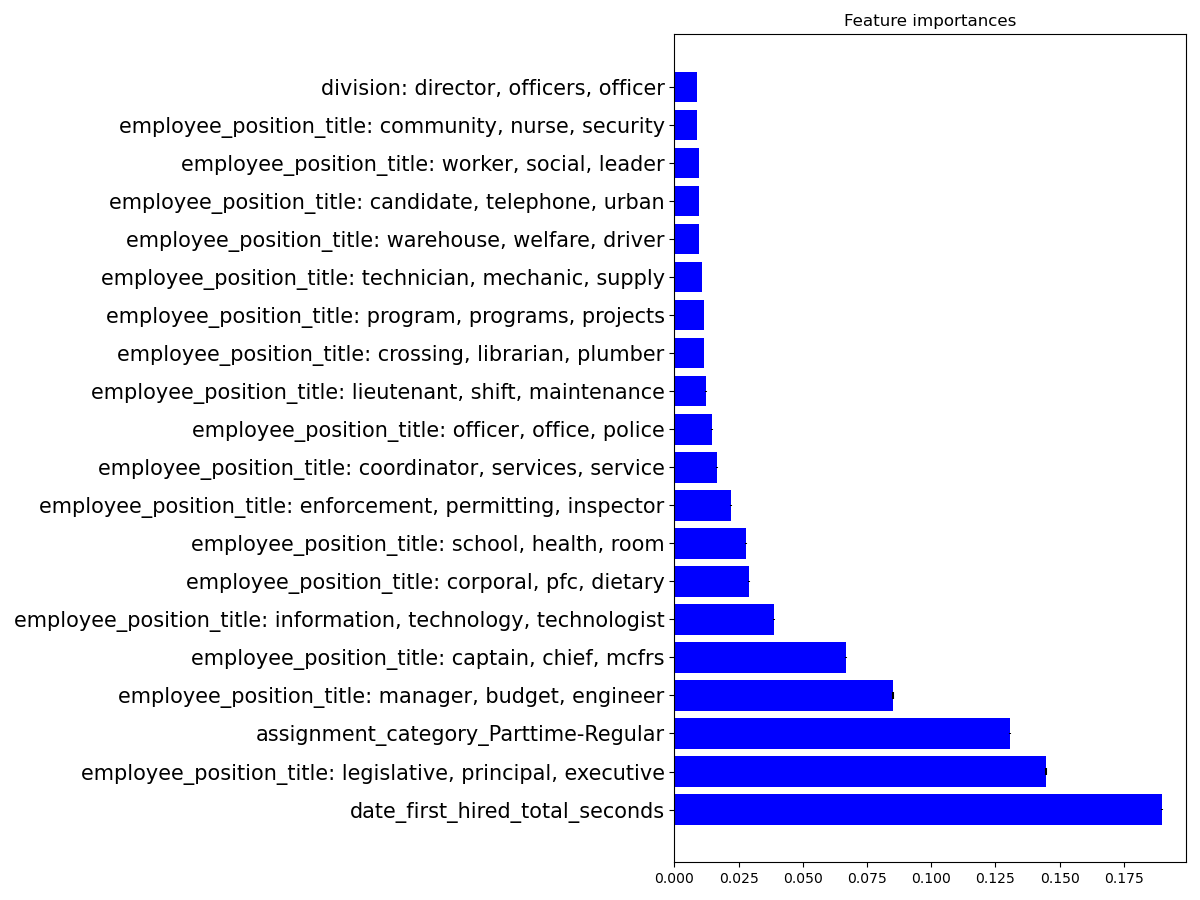 Feature importances
division: director, officers, officer
employee_position_title: community, nurse, security
employee_position_title: worker, social, leader
employee_position_title: candidate, telephone, urban
employee_position_title: warehouse, welfare, driver
employee_position_title: technician, mechanic, supply
employee_position_title: program, programs, projects
employee_position_title: crossing, librarian, plumber
employee_position_title: lieutenant, shift, maintenance
employee_position_title: officer, office, police
employee_position_title: coordinator, services, service
employee_position_title: enforcement, permitting, inspector
employee_position_title: school, health, room
employee_position_title: corporal, pfc, dietary
employee_position_title: information, technology, technologist
employee_position_title: captain, chief, mcfrs
employee_position_title: manager, budget, engineer
assignment_category_Parttime-Regular
employee_position_title: legislative, principal, executive
date_first_hired_total_seconds
0.000 0.025 0.050 0.075 0.100 0.125 0.150 0.175